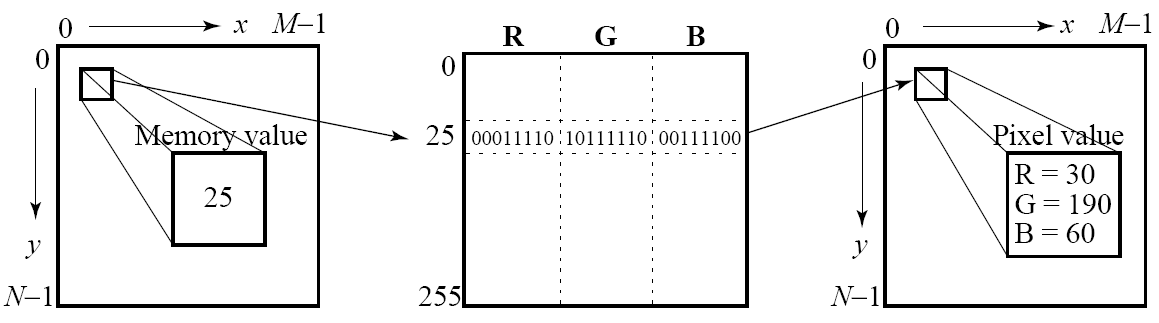 0 x M–1
0
Memory value
25
y
N–1
R G B
0
25 00011110 10111110 00111100
255
0 x M–1
0
Pixel value
R = 30
G = 190
B = 60
y
N–1